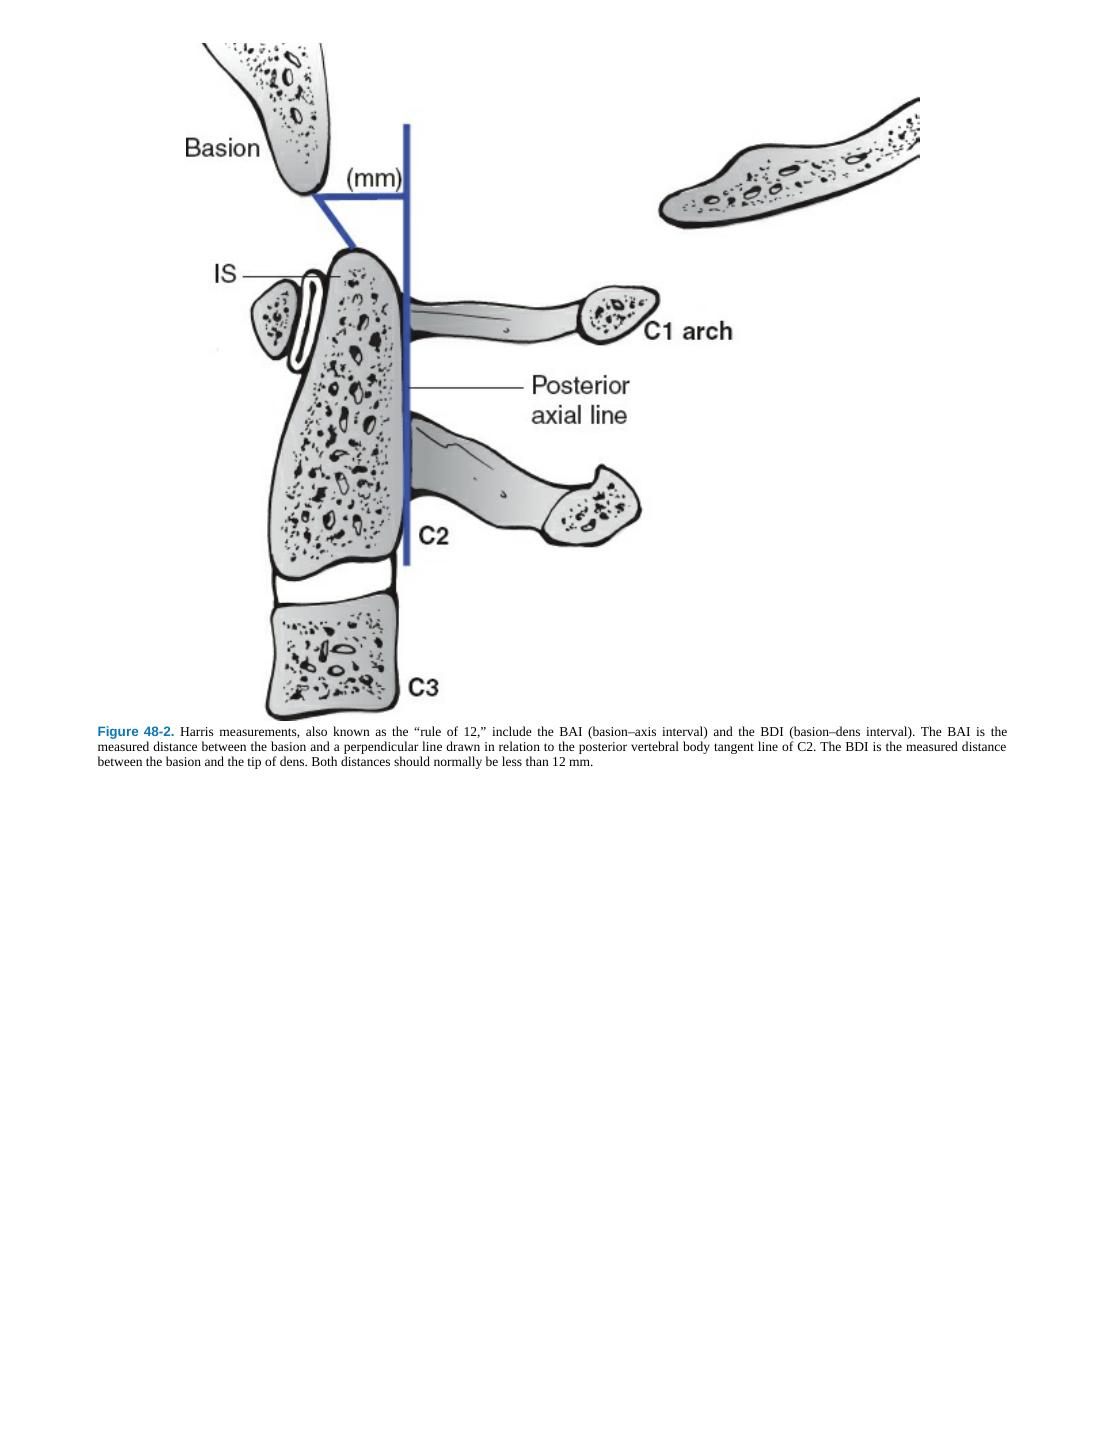 Basion
(mm)
IS
C1 arch
Posterior
axial line
C2
C3
Figure 48-2. Harris measurements, also known as the “rule of 12,” include the BAI (basion–axis interval) and the BDI (basion–dens interval). The BAI is the
measured distance between the basion and a perpendicular line drawn in relation to the posterior vertebral body tangent line of C2. The BDI is the measured distance
between the basion and the tip of dens. Both distances should normally be less than 12 mm.